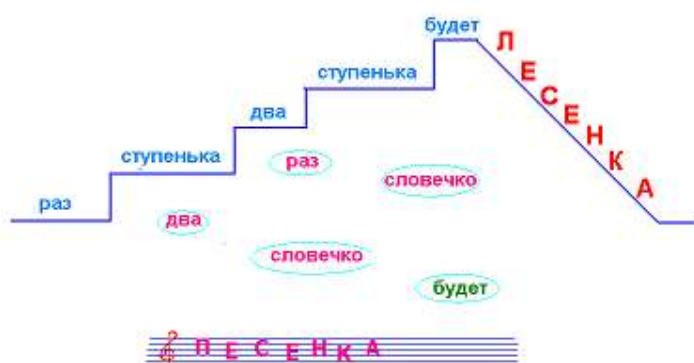 раз
ступенька
два
ступенька
будет
ЛЕСЕНКА
раз
словечко
два
словечко
будет
ПЕСЕНКА